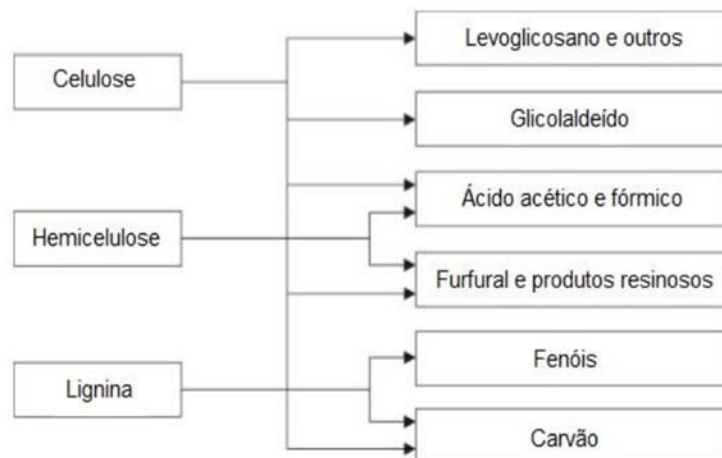 Celulose
Hemicelulose
Lignina
Levoglicosano e outros
Glicolaldeído
Ácido acético e fórmico
Furfural e produtos resinosos
Fenóis
Carvão